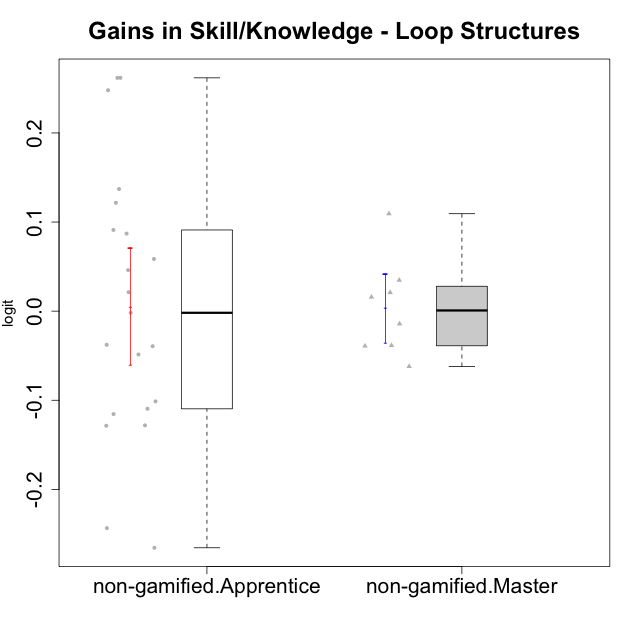 Gains in Skill/Knowledge - Loop Structures
0.2
0.1
0.0
-0.1
-0.2
logit
non-gamified.Apprentice
non-gamified.Master